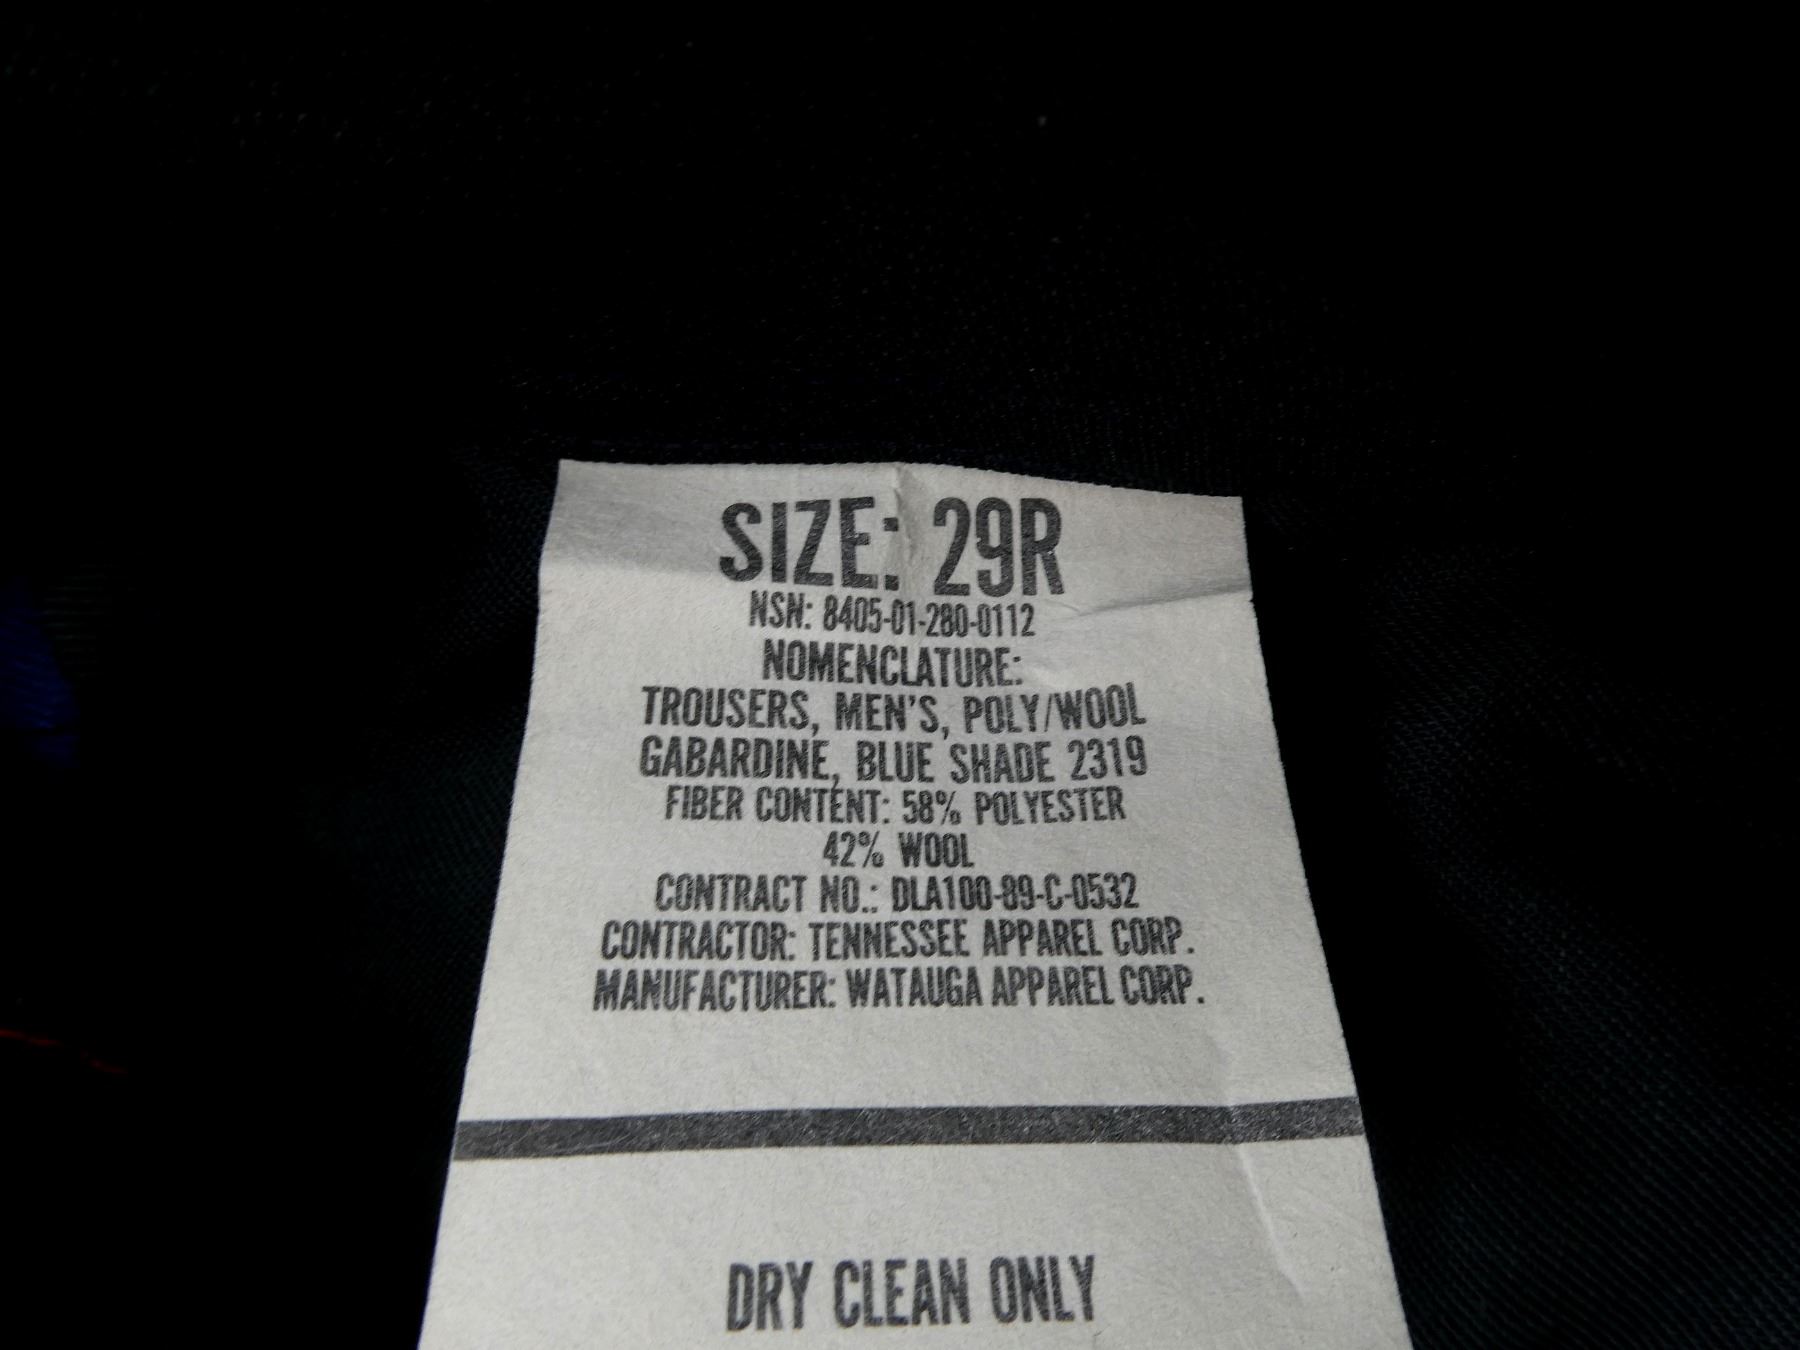 SIZE: 29R
NSN: 8405-01-280-0112
NOMENCLATURE:
TROUSERS, MEN'S, POLY/WOOL
GABARDINE, BLUE SHADE 2319
FIBER CONTENT: 58% POLYESTER
42% WOOL
CONTRACT NO.: DLA100-89-C-0532
CONTRACTOR: TENNESSEE APPAREL CORP.
MANUFACTURER: WATAUGA APPAREL CORP.
DRY CLEAN ONLY